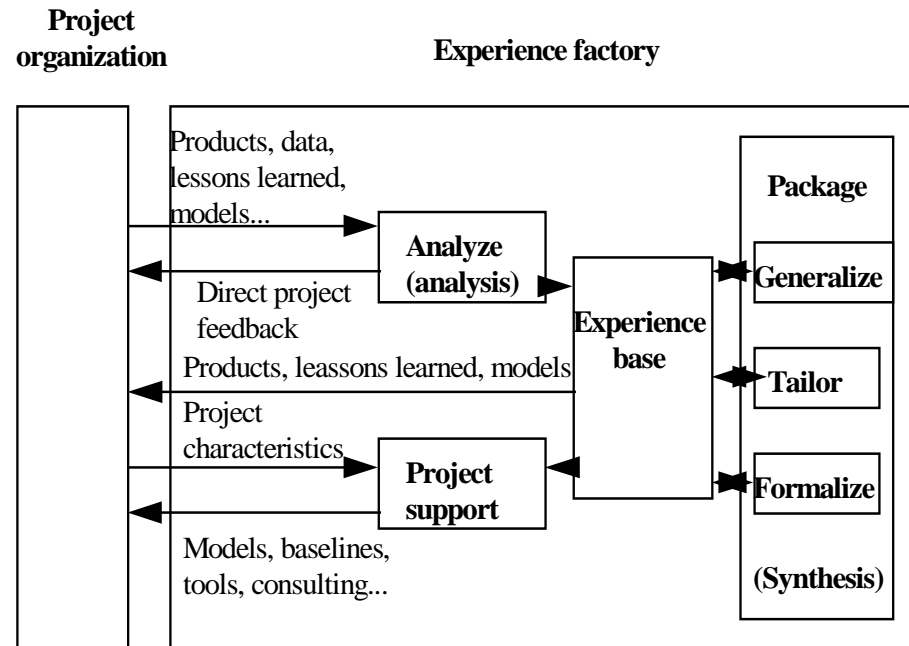 Project
organization
Experience factory
Products, data,
lessons learned,
models...
Analyze
(analysis)
Direct project
feedback
Products, leassons learned, models
Project
characteristics
Project
support
Models, baselines,
tools, consulting...
Experience
base
Package
Generalize
Tailor
Formalize
(Synthesis)